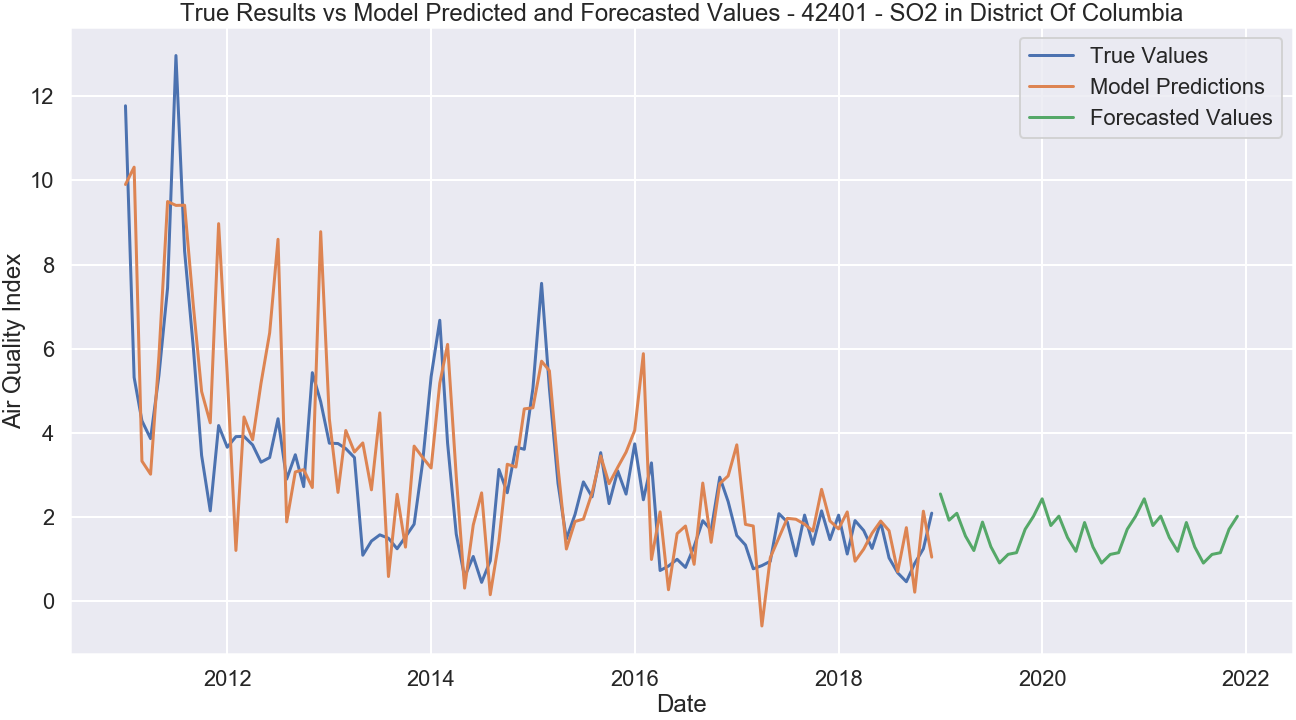 True Results vs Model Predicted and Forecasted Values - 42401 - SO2 in District Of Columbia
True Values
Model Predictions
Forecasted Values
Air Quality Index
12
10
8
6
4
2
0
2012 2014 2016 2018 2020 2022
Date